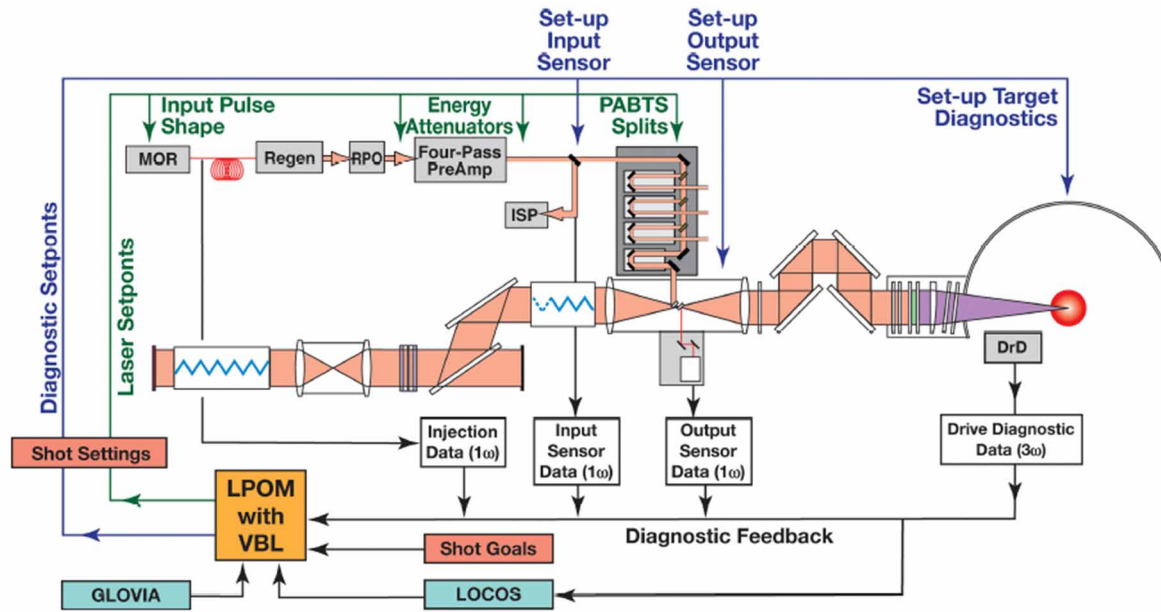 Set-up
Input
Sensor
Set-up
Output
Sensor
Input Pulse
Shape
Energy
Attenuators
PABTS
Splits
Set-up Target
Diagnostics
MOR
Regen
RPO
Four-Pass
PreAmp
ISP
Diagnostic Setponts
Laser Setponts
DrD
Shot Settings
Injection
Data (1ω)
Input
Sensor
Data (1ω)
Output
Sensor
Data (1ω)
Drive Diagnostic
Data (3ω)
LPOM
with
VBL
Diagnostic Feedback
Shot Goals
GLOVIA
LOCOS